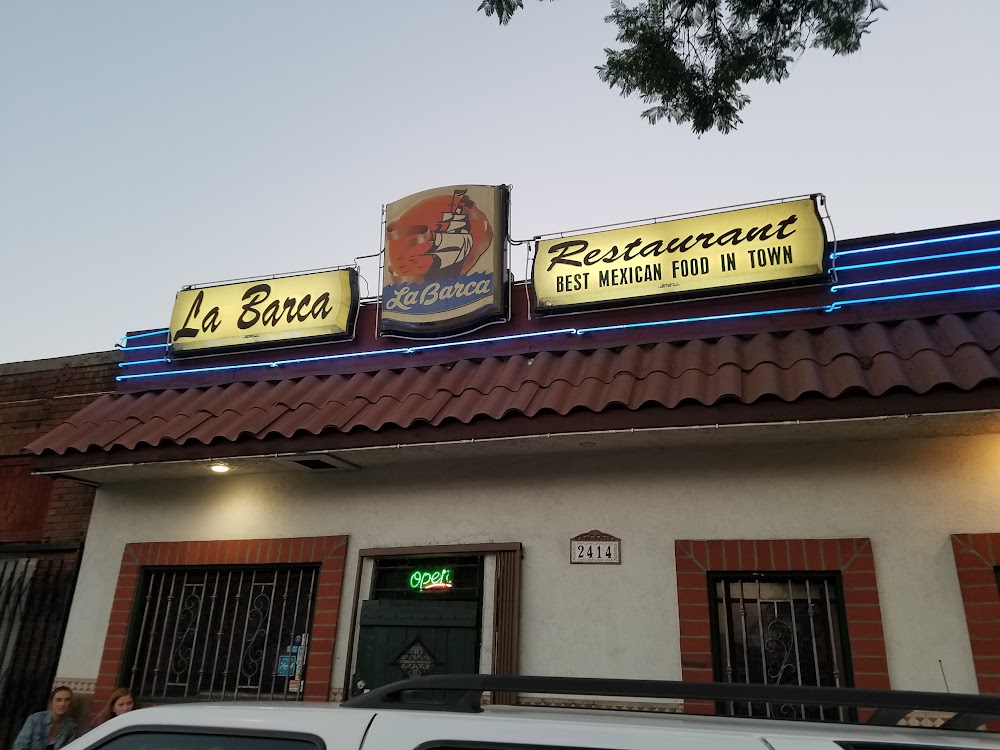 La Barca
La Barca
Restaurant
BEST MEXICAN FOOD IN TOWN
2414
Open